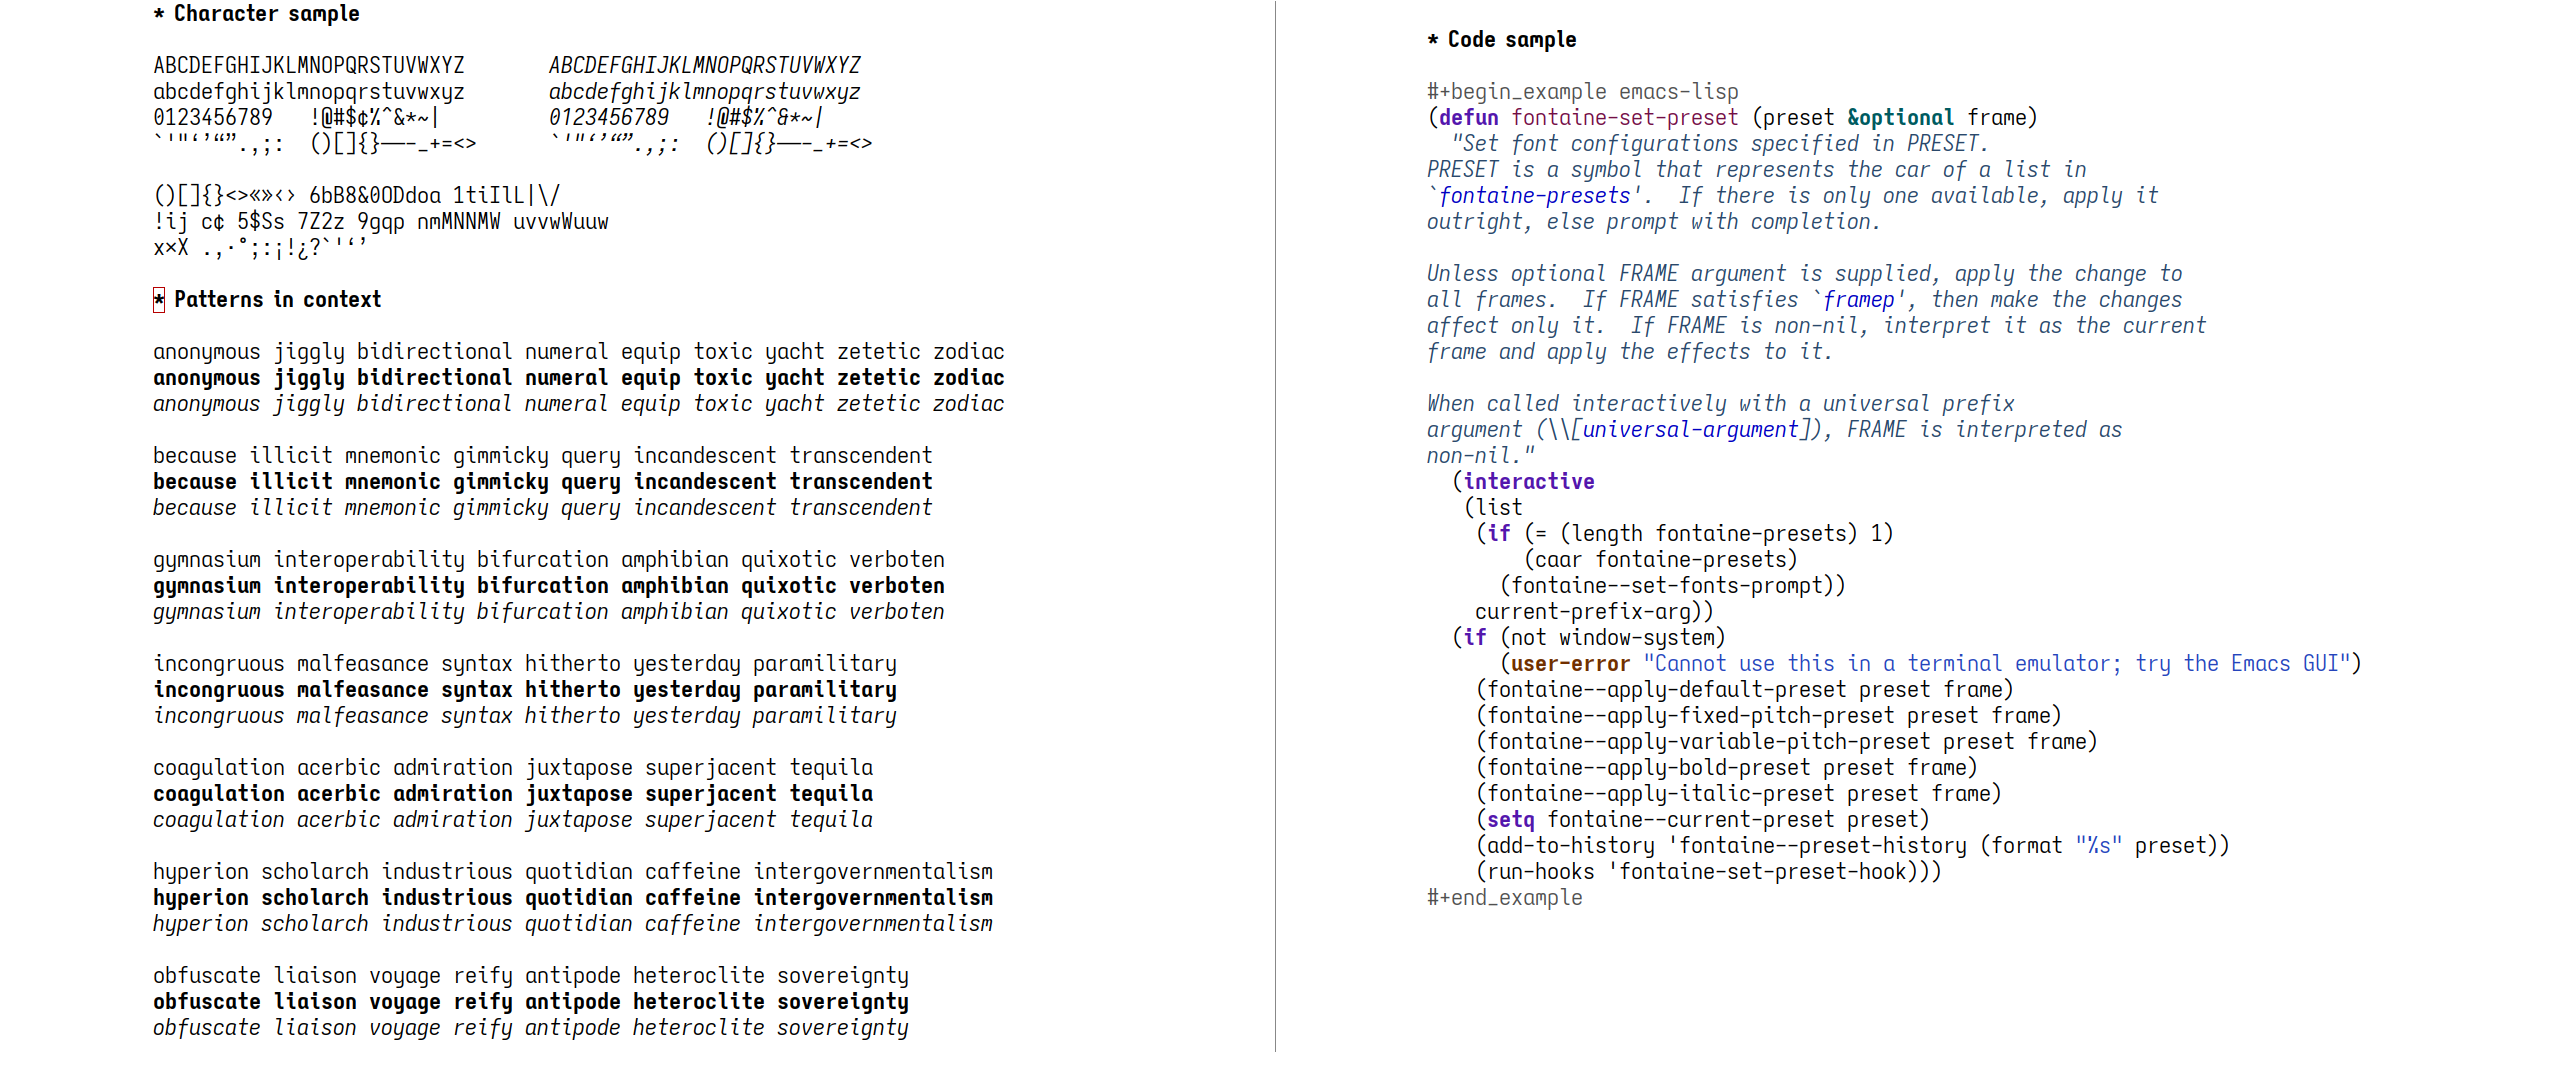 * Character sample

ABCDEFGHIJKLMNOPQRSTUVWXYZ       ABCDEFGHIJKLMNOPQRSTUVWXYZ
abcdefghijklmnopqrstuvwxyz       abcdefghijklmnopqrstuvwxyz
0123456789   !@#$¢%^&*~|         0123456789   !@#$%^&*~|
`'"‘’“”.,;:  ()[]{}—–-_+=<>      `'"‘’“”.,;:  ()[]{}—–-_+=<>

()[]{}<>«»‹› 6bB8&0ODdoa 1tiIlL|\/
!ij c¢ 5$Ss 7Z2z 9gqp nmMNNMW uvvwWuuw
x×X .,·°;:¡!¿?`'‘’

* Patterns in context

anonymous jiggly bidirectional numeral equip toxic yacht zetetic zodiac
anonymous jiggly bidirectional numeral equip toxic yacht zetetic zodiac
anonymous jiggly bidirectional numeral equip toxic yacht zetetic zodiac

because illicit mnemonic gimmicky query incandescent transcendent
because illicit mnemonic gimmicky query incandescent transcendent
because illicit mnemonic gimmicky query incandescent transcendent

gymnasium interoperability bifurcation amphibian quixotic verboten
gymnasium interoperability bifurcation amphibian quixotic verboten
gymnasium interoperability bifurcation amphibian quixotic verboten

incongruous malfeasance syntax hitherto yesterday paramilitary
incongruous malfeasance syntax hitherto yesterday paramilitary
incongruous malfeasance syntax hitherto yesterday paramilitary

coagulation acerbic admiration juxtapose superjacent tequila
coagulation acerbic admiration juxtapose superjacent tequila
coagulation acerbic admiration juxtapose superjacent tequila

hyperion scholarch industrious quotidian caffeine intergovernmentalism
hyperion scholarch industrious quotidian caffeine intergovernmentalism
hyperion scholarch industrious quotidian caffeine intergovernmentalism

obfuscate liaison voyage reify antipode heteroclite sovereignty
obfuscate liaison voyage reify antipode heteroclite sovereignty
obfuscate liaison voyage reify antipode heteroclite sovereignty

* Code sample

#+begin_example emacs-lisp
(defun fontaine-set-preset (preset &optional frame)
  "Set font configurations specified in PRESET.
PRESET is a symbol that represents the car of a list in
`fontaine-presets'.  If there is only one available, apply it
outright, else prompt with completion.

Unless optional FRAME argument is supplied, apply the change to
all frames.  If FRAME satisfies `framep', then make the changes
affect only it.  If FRAME is non-nil, interpret it as the current
frame and apply the effects to it.

When called interactively with a universal prefix
argument (\\[universal-argument]), FRAME is interpreted as
non-nil."
  (interactive
   (list
    (if (= (length fontaine-presets) 1)
        (caar fontaine-presets)
      (fontaine--set-fonts-prompt))
    current-prefix-arg))
  (if (not window-system)
      (user-error "Cannot use this in a terminal emulator; try the Emacs GUI")
    (fontaine--apply-default-preset preset frame)
    (fontaine--apply-fixed-pitch-preset preset frame)
    (fontaine--apply-variable-pitch-preset preset frame)
    (fontaine--apply-bold-preset preset frame)
    (fontaine--apply-italic-preset preset frame)
    (setq fontaine--current-preset preset)
    (add-to-history 'fontaine--preset-history (format "%s" preset))
    (run-hooks 'fontaine-set-preset-hook)))
#+end_example